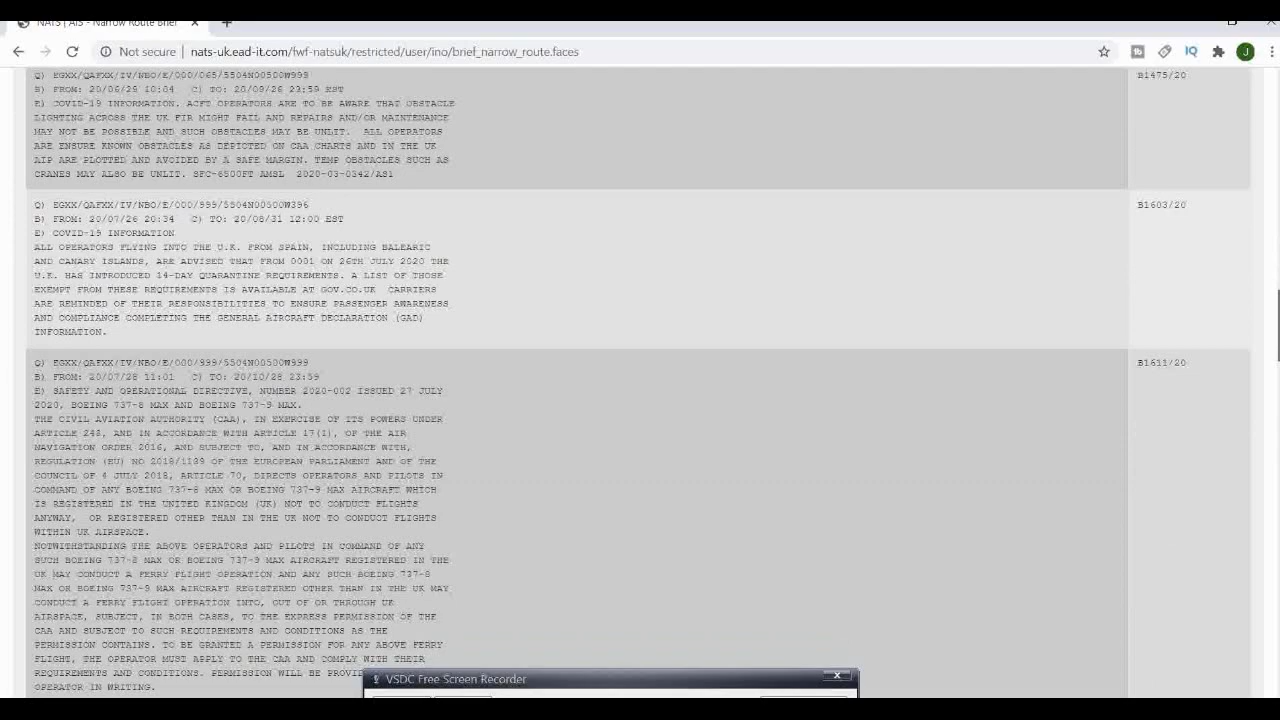 NATS | AIS - Narrow Route Brief
Not secure | nats-uk.ead-it.com/fwf-natsuk/restricted/user/ino/brief_narrow_route.faces
IQ
J
Q) EGXX/QAFXX/IV/NBO/E/000/065/5504N00500W999 B1475/20
B) FROM: 20/06/29 10:04 C) TO: 20/09/26 23:59 EST
E) COVID-19 INFORMATION. ACFT OPERATORS ARE TO BE AWARE THAT OBSTACLE
LIGHTING ACROSS THE UK FIR MIGHT FAIL AND REPAIRS AND/OR MAINTENANCE
MAY NOT BE POSSIBLE AND SUCH OBSTACLES MAY BE UNLIT. ALL OPERATORS
ARE ENSURE KNOWN OBSTACLES AS DEPICTED ON CAA CHARTS AND IN THE UK
AIP ARE PLOTTED AND AVOIDED BY A SAFE MARGIN. TEMP OBSTACLES SUCH AS
CRANES MAY ALSO BE UNLIT. SFC-6500FT AMSL 2020-03-0342/AS1
Q) EGXX/QAFXX/IV/NBO/E/000/999/5504N00500W396 B1603/20
B) FROM: 20/07/26 20:34 C) TO: 20/08/31 12:00 EST
E) COVID-19 INFORMATION
ALL OPERATORS FLYING INTO THE U.K. FROM SPAIN, INCLUDING BALEARIC
AND CANARY ISLANDS, ARE ADVISED THAT FROM 0001 ON 26TH JULY 2020 THE
U.K. HAS INTRODUCED 14-DAY QUARANTINE REQUIREMENTS. A LIST OF THOSE
EXEMPT FROM THESE REQUIREMENTS IS AVAILABLE AT GOV.CO.UK CARRIERS
ARE REMINDED OF THEIR RESPONSIBILITIES TO ENSURE PASSENGER AWARENESS
AND COMPLIANCE COMPLETING THE GENERAL AIRCRAFT DECLARATION (GAD)
INFORMATION.
Q) EGXX/QAFXX/IV/NBO/E/000/999/5504N00500W999 B1611/20
B) FROM: 20/07/28 11:01 C) TO: 20/10/28 23:59
E) SAFETY AND OPERATIONAL DIRECTIVE, NUMBER 2020-002 ISSUED 27 JULY
2020, BOEING 737-8 MAX AND BOEING 737-9 MAX.
THE CIVIL AVIATION AUTHORITY (CAA), IN EXERCISE OF ITS POWERS UNDER
ARTICLE 248, AND IN ACCORDANCE WITH ARTICLE 17(1), OF THE AIR
NAVIGATION ORDER 2016, AND SUBJECT TO, AND IN ACCORDANCE WITH,
REGULATION (EU) NO 2018/1139 OF THE EUROPEAN PARLIAMENT AND OF THE
COUNCIL OF 4 JULY 2018, ARTICLE 70, DIRECTS OPERATORS AND PILOTS IN
COMMAND OF ANY BOEING 737-8 MAX OR BOEING 737-9 MAX AIRCRAFT WHICH
IS REGISTERED IN THE UNITED KINGDOM (UK) NOT TO CONDUCT FLIGHTS
ANYWAY, OR REGISTERED OTHER THAN IN THE UK NOT TO CONDUCT FLIGHTS
WITHIN UK AIRSPACE.
NOTWITHSTANDING THE ABOVE OPERATORS AND PILOTS IN COMMAND OF ANY
SUCH BOEING 737-8 MAX OR BOEING 737-9 MAX AIRCRAFT REGISTERED IN THE
UK MAY CONDUCT A FERRY FLIGHT OPERATION AND ANY SUCH BOEING 737-8
MAX OR BOEING 737-9 MAX AIRCRAFT REGISTERED OTHER THAN IN THE UK MAY
CONDUCT A FERRY FLIGHT OPERATION INTO, OUT OF OR THROUGH UK
AIRSPACE, SUBJECT, IN BOTH CASES, TO THE EXPRESS PERMISSION OF THE
CAA AND SUBJECT TO SUCH REQUIREMENTS AND CONDITIONS AS THE
PERMISSION CONTAINS. TO BE GRANTED A PERMISSION FOR ANY ABOVE FERRY
FLIGHT, THE OPERATOR MUST APPLY TO THE CAA AND COMPLY WITH THEIR
REQUIREMENTS AND CONDITIONS. PERMISSION WILL BE PROVID
OPERATOR IN WRITING.
VSDC Free Screen Recorder